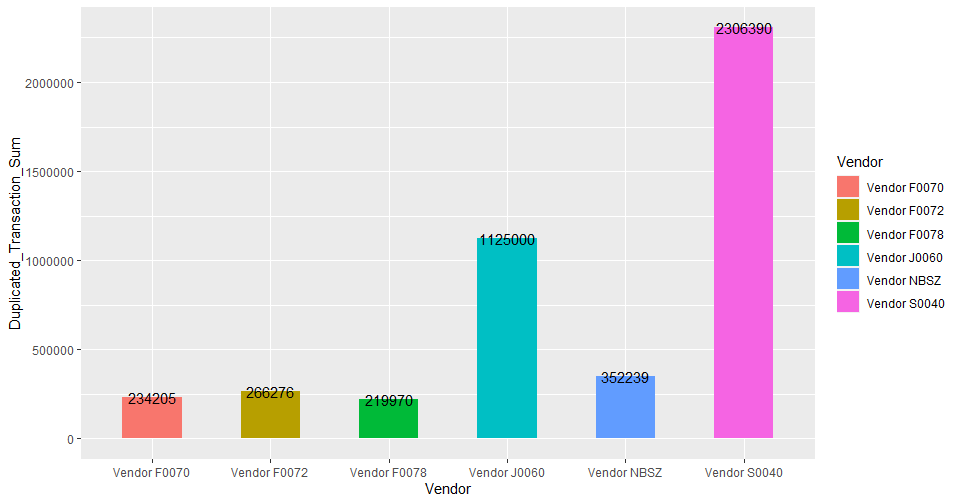 2306390
2000000
Duplicated_Transaction_Sum
1500000
1125000
1000000
500000
352239
266276
234205
219970
0
Vendor F0070
Vendor F0072
Vendor F0078
Vendor J0060
Vendor NBSZ
Vendor S0040
Vendor
Vendor
Vendor F0070
Vendor F0072
Vendor F0078
Vendor J0060
Vendor NBSZ
Vendor S0040